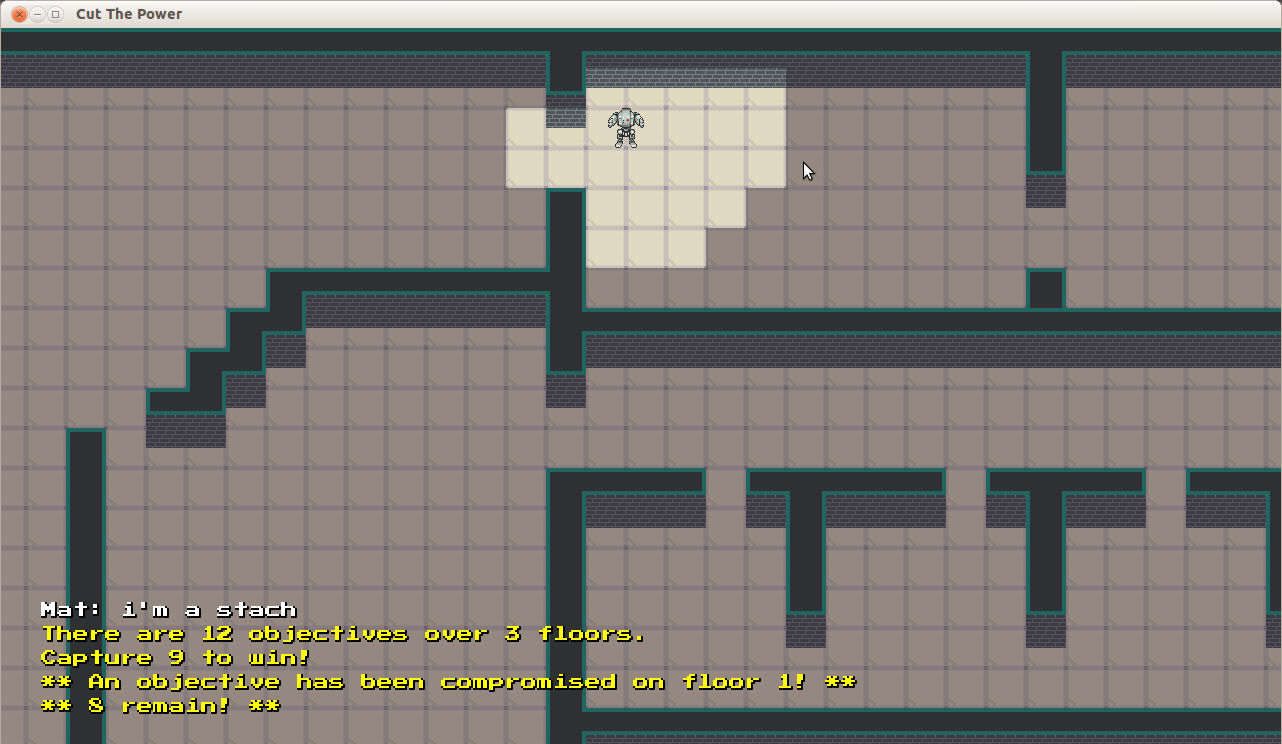 Cut The Power
Mat: i'm a stach
There are 12 objectives over 3 floors.
Capture 9 to win!
** An objective has been compromised on floor 1! **
** 8 remain! **